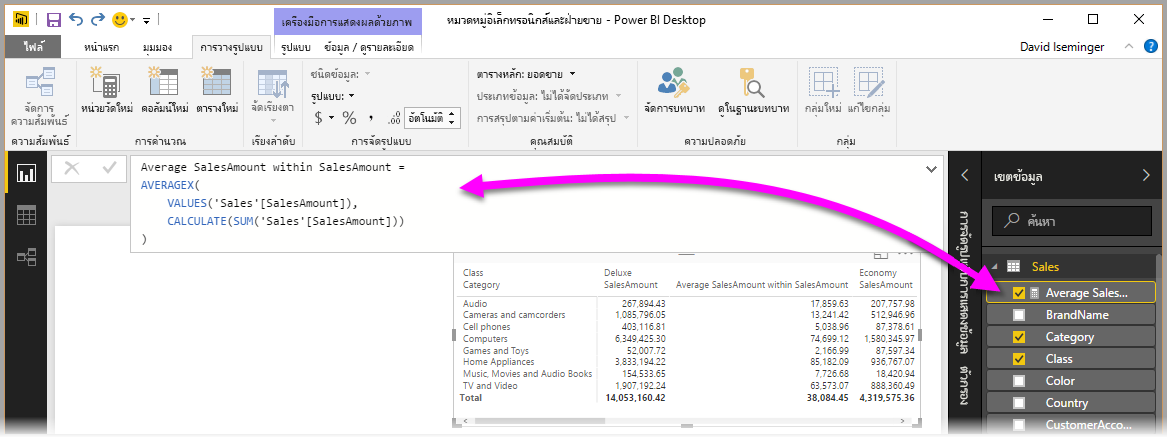 หมวดหมู่อิเล็กทรอนิกส์และฝ่ายขาย - Power BI Desktop
เครื่องมือการแสดงผลด้วยภาพ
ไฟล์ หน้าแรก มุมมอง การวางรูปแบบ รูปแบบ ข้อมูล / ดูรายละเอียด David Iseminger
จัดการ
ความสัมพันธ์
หน่วยวัดใหม่ คอลัมน์ใหม่ ตารางใหม่
จัดเรียงตา
ชนิดข้อมูล:
รูปแบบ:
$ % , .00 อัตโนมัติ
ตารางหลัก: ยอดขาย
ประเภทข้อมูล: ไม่ได้จัดประเภท
การสรุปตามค่าเริ่มต้น: ไม่ได้สรุป
จัดการบทบาท ดูในฐานะบทบาท
กลุ่มใหม่ แก้ไขกลุ่ม
ความสัมพันธ์ การคำนวณ เรียงลำดับ การจัดรูปแบบ คุณสมบัติ ความปลอดภัย กลุ่ม
Average SalesAmount within SalesAmount =
AVERAGEX(
VALUES('Sales'[SalesAmount]),
CALCULATE(SUM('Sales'[SalesAmount]))
)
Class Deluxe Economy
Category SalesAmount Average SalesAmount within SalesAmount SalesAmount
Audio 267,894.43 17,859.63 207,757.98
Cameras and camcorders 1,085,796.05 13,241.42 512,946.96
Cell phones 403,116.81 5,038.96 87,378.61
Computers 6,349,425.30 74,699.12 1,580,345.97
Games and Toys 52,007.72 2,166.99 87,597.34
Home Appliances 3,833,194.22 85,182.09 936,767.07
Music, Movies and Audio Books 154,533.65 7,726.68 18,420.94
TV and Video 1,907,192.24 63,573.07 888,360.49
Total 14,053,160.42 38,084.45 4,319,575.36
ตัวกรอง
เขตข้อมูล
ค้นหา
Sales
Average Sales...
BrandName
Category
Class
Color
Country
CustomerAcco...